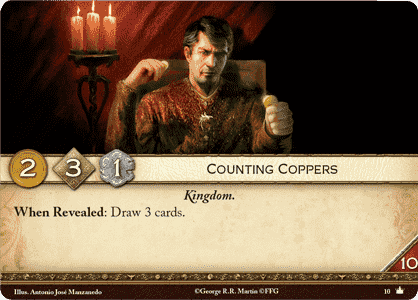 2 3 1 COUNTING COPPERS
Kingdom.
When Revealed: Draw 3 cards.
10
Illus. Antonio José Manzanedo ©George R.R. Martin ©FFG 10